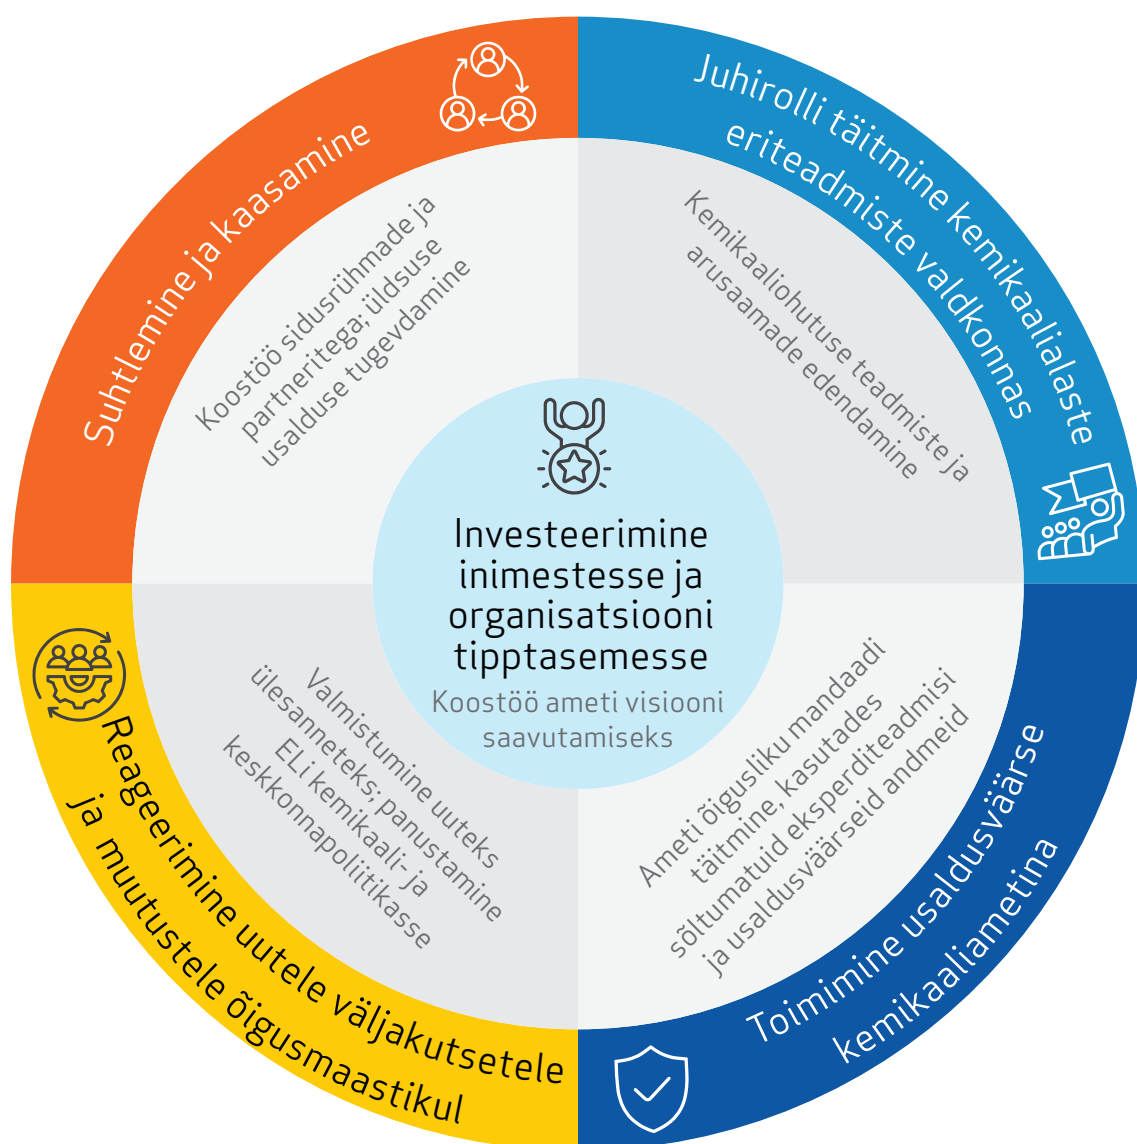 Suhtlemine ja kaasamine
Koostöö sidusrühmade ja
partneritega; üldsuse
usalduse tugevdamine
Juhirolli täitmine kemikaalialaste
eriteadmiste valdkonnas
Kemikaaliohutuse teadmiste ja
arusaamade edendamine
Investeerimine
inimestesse ja
organisatsiooni
tipptasemesse
Koostöö ameti visiooni
saavutamiseks
Reageerimine uutele väljakutsetele
ja muutustele õigusmaastikul
Valmistumine uuteks
ülesanneteks; panustamine
ELi kemikaali- ja
keskkonnapoliitikasse
Ameti õigusliku mandaadi
täitmine, kasutades
sõltumatuid eksperditeadmisi
ja usaldusväärseid andmeid
Toimimine usaldusväärse
kemikaaliametina